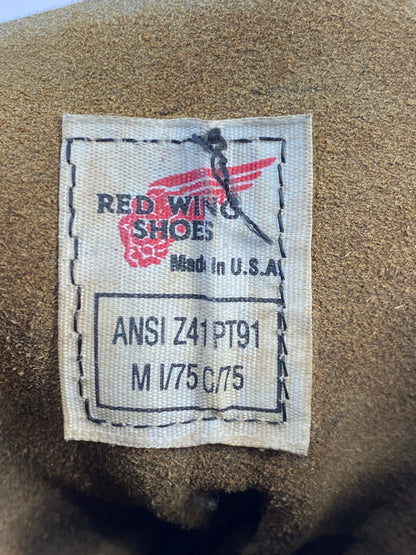 RED WING
SHOES
Made in U.S.A
ANSI Z41 PT91
M I/75 C/75